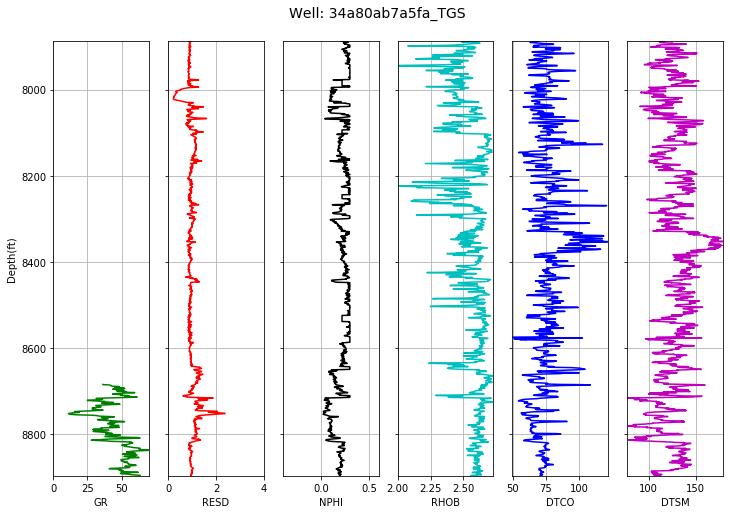 Well: 34a80ab7a5fa_TGS
Depth(ft)
8000
8200
8400
8600
8800
0 25 50
0 2 4
0.0 0.5
2.00 2.25 2.50
50 75 100
100 150
GR RESD NPHI RHOB DTCO DTSM